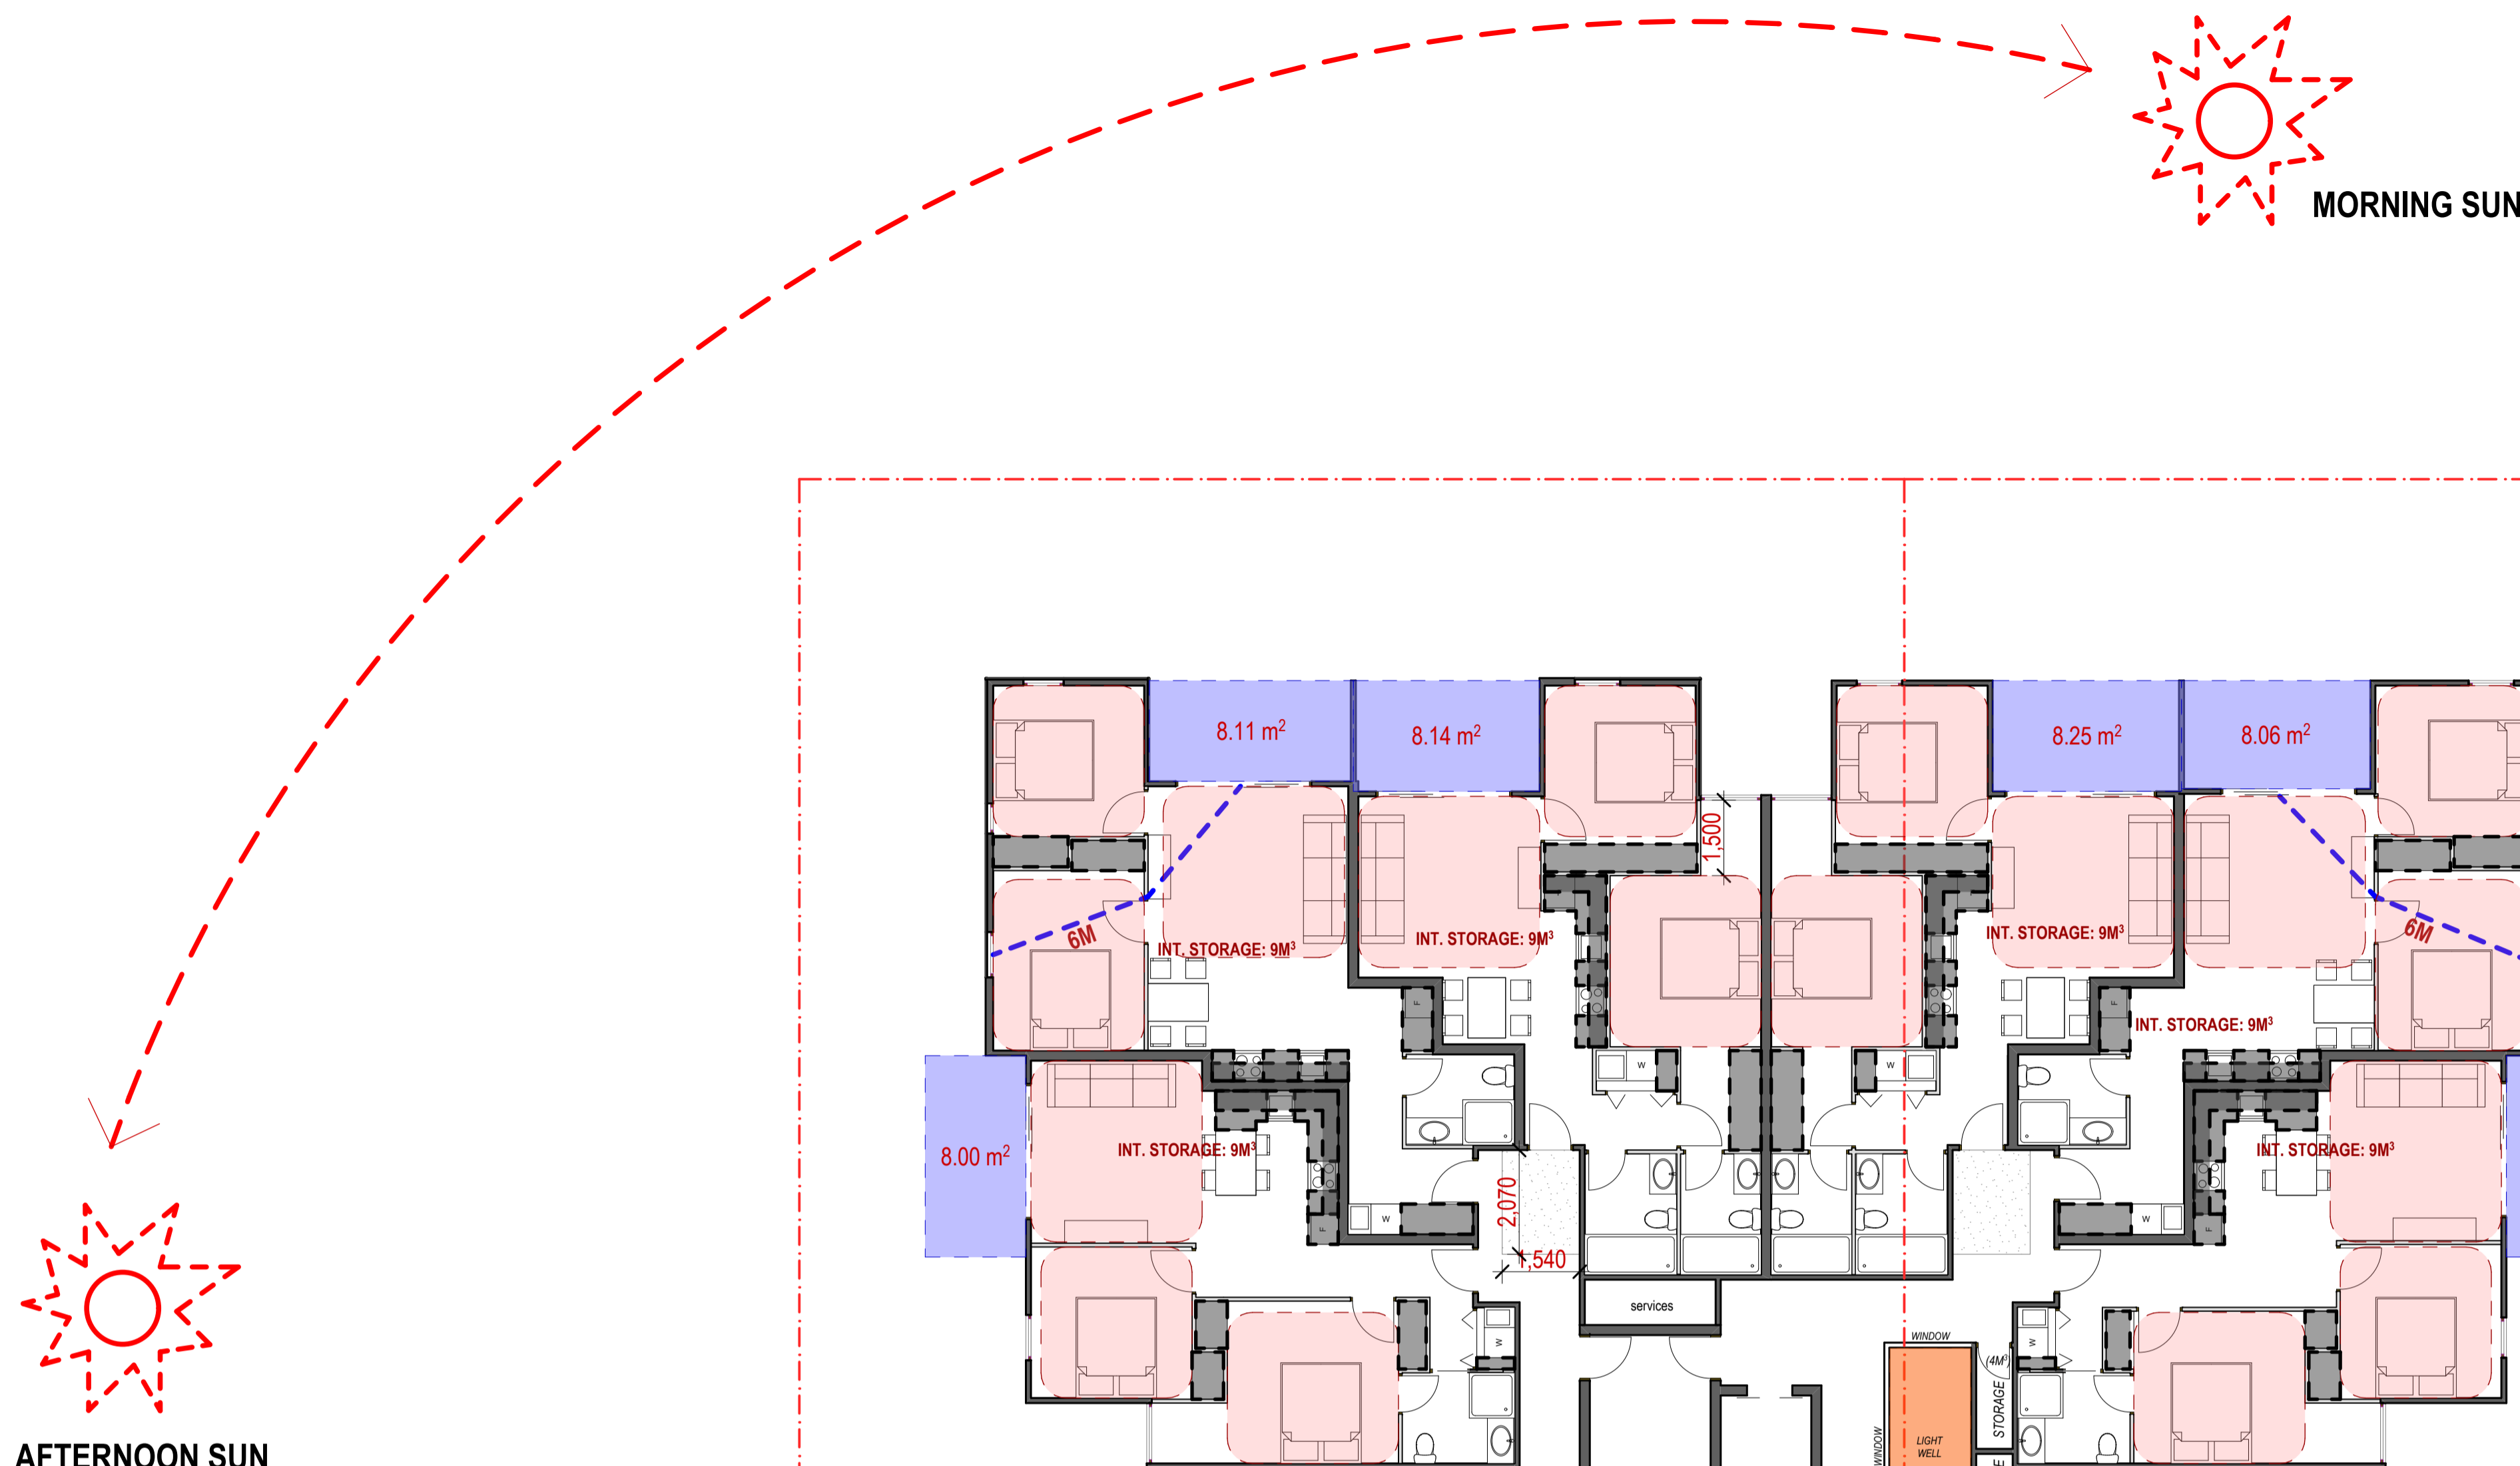 MORNING SUN
8.11 m²
8.14 m²
8.25 m²
8.06 m²
1,500
6M
INT. STORAGE: 9M³
INT. STORAGE: 9M³
INT. STORAGE: 9M³
6M
F
F
INT. STORAGE: 9M³
W
W
8.00 m²
INT. STORAGE: 9M³
INT. STORAGE: 9M³
2,070
F
W
W
F
1,540
services
W
W
WINDOW
(4M³)
STORAGE
WINDOW
LIGHT
WELL
AFTERNOON SUN